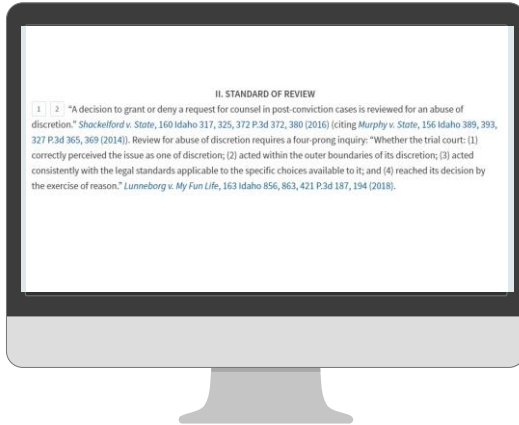 II. STANDARD OF REVIEW
1 2 “A decision to grant or deny a request for counsel in post-conviction cases is reviewed for an abuse of
discretion.” Shackelford v. State, 160 Idaho 317, 325, 372 P.3d 372, 380 (2016) (citing Murphy v. State, 156 Idaho 389, 393,
327 P.3d 365, 369 (2014)). Review for abuse of discretion requires a four-prong inquiry: “Whether the trial court: (1)
correctly perceived the issue as one of discretion; (2) acted within the outer boundaries of its discretion; (3) acted
consistently with the legal standards applicable to the specific choices available to it; and (4) reached its decision by
the exercise of reason.” Lunneborg v. My Fun Life, 163 Idaho 856, 863, 421 P.3d 187, 194 (2018).